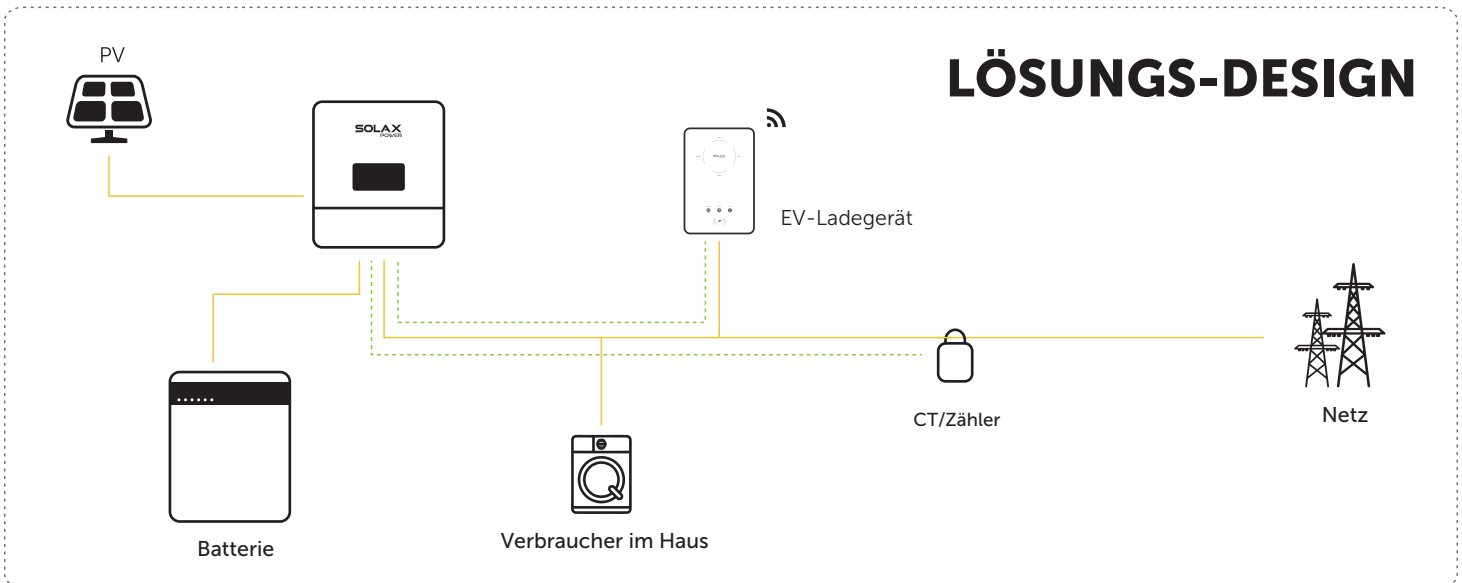 PV
LÖSUNGS-DESIGN
SOLAX
POWER
EV-Ladegerät
CT/Zähler
Netz
Batterie
Verbraucher im Haus